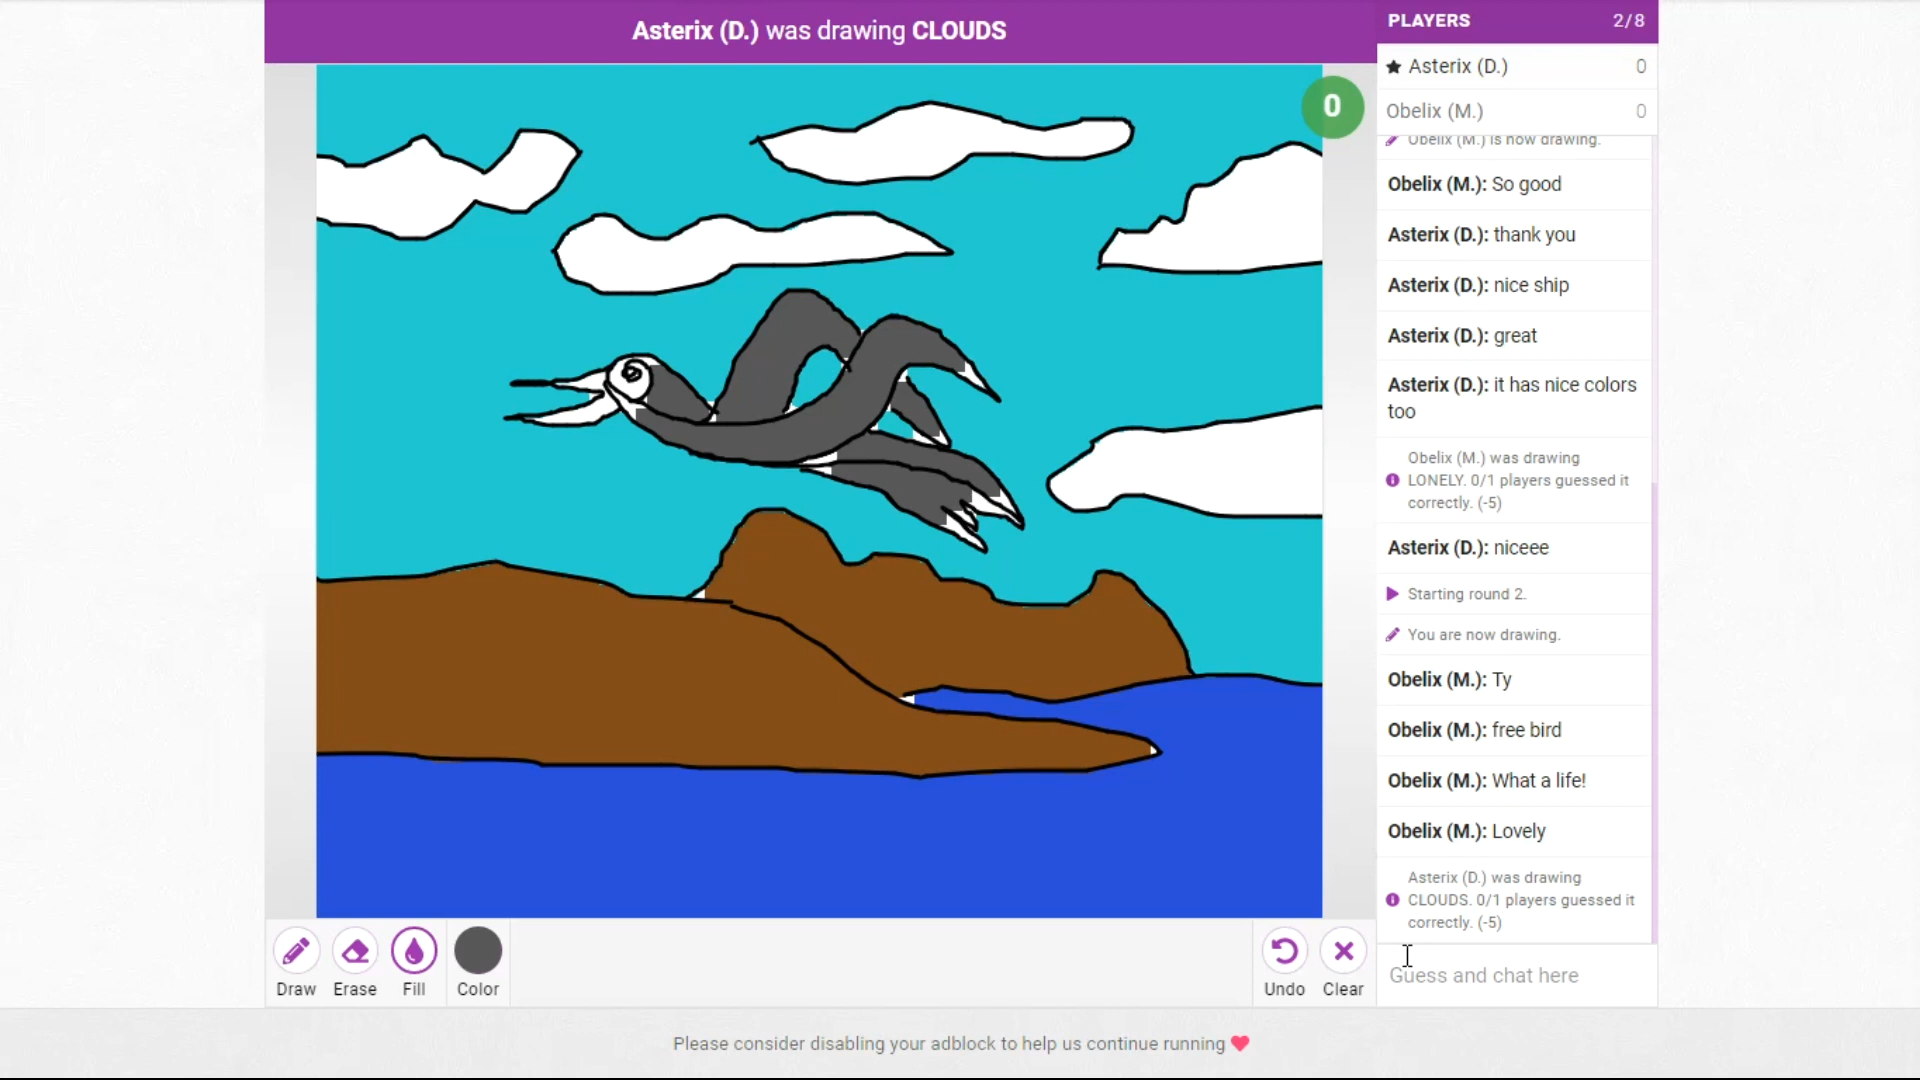 Asterix (D.) was drawing CLOUDS
PLAYERS 2/8
Asterix (D.) 0
Obelix (M.) 0
0
Obelix (M.) is now drawing.
Obelix (M.): So good
Asterix (D.): thank you
Asterix (D.): nice ship
Asterix (D.): great
Asterix (D.): it has nice colors
too
Obelix (M.) was drawing
LONELY. 0/1 players guessed it
correctly. (-5)
Asterix (D.): niceee
Starting round 2.
You are now drawing.
Obelix (M.): Ty
Obelix (M.): free bird
Obelix (M.): What a life!
Obelix (M.): Lovely
Asterix (D.) was drawing
CLOUDS. 0/1 players guessed it
correctly. (-5)
Guess and chat here
Draw Erase Fill Color Undo Clear
Please consider disabling your adblock to help us continue running